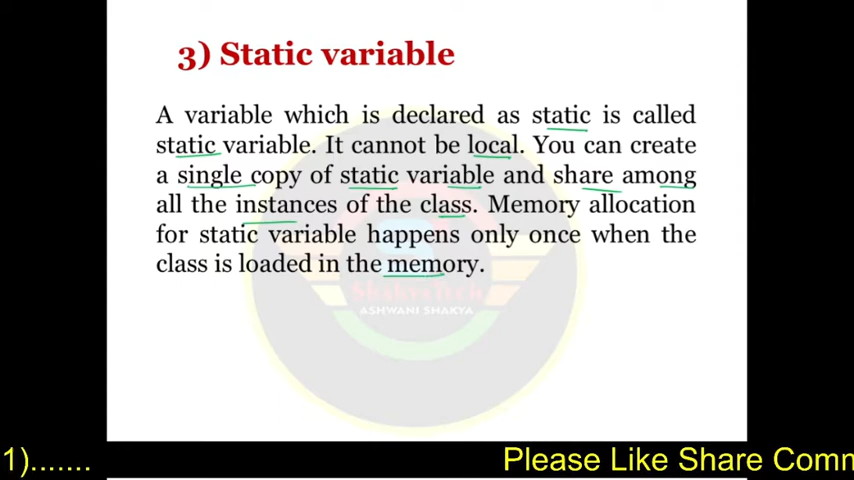 3) Static variable
A variable which is declared as static is called
static variable. It cannot be local. You can create
a single copy of static variable and share among
all the instances of the class. Memory allocation
for static variable happens only once when the
class is loaded in the memory.
ShakyaTech
ASHWANI SHAKYA
1)....... Please Like Share Comm